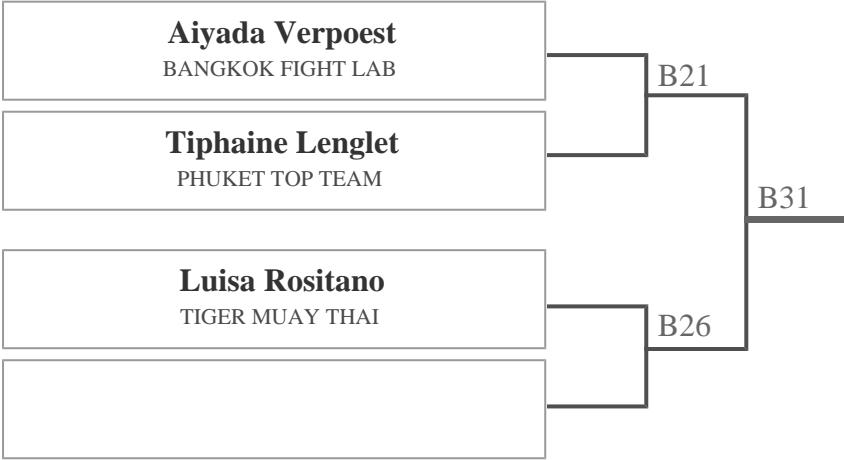 Aiyada Verpoest
BANGKOK FIGHT LAB
B21
Tiphaine Lenglet
PHUKET TOP TEAM
B31
Luisa Rositano
TIGER MUAY THAI
B26